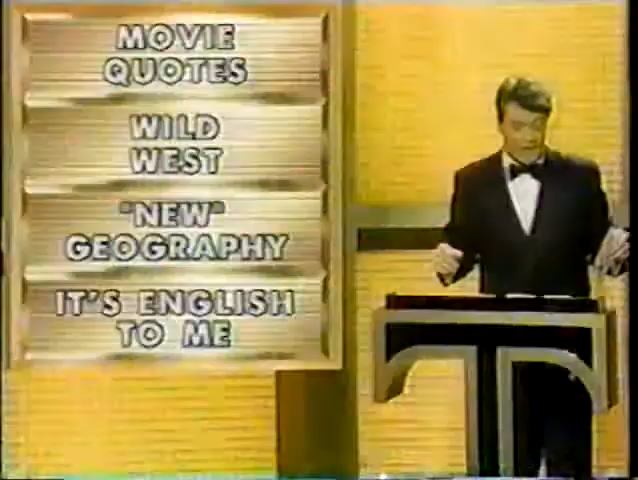 MOVIE
QUOTES
WILD
WEST
"NEW"
GEOGRAPHY
IT'S ENGLISH
TO ME